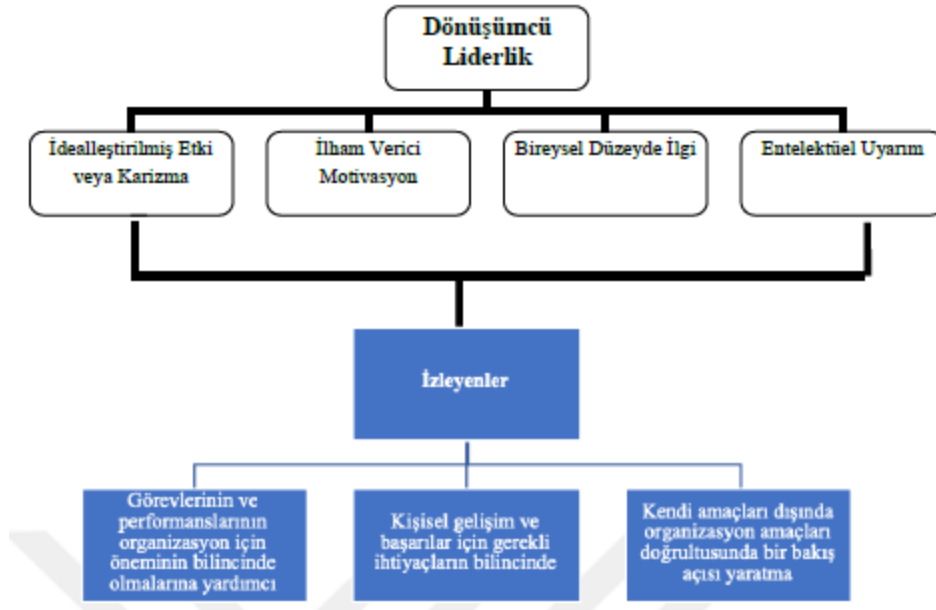 Dönüşümcü
Liderlik
İdealleştirilmiş Etki
veya Karizma
İlham Verici
Motivasyon
Bireysel Düzeyde İlgi
Entelektüel Uyarım
İzleyenler
Görevlerinin ve
performanslarının
organizasyon için
öneminin bilincinde
olmalarına yardımcı
Kişisel gelişim ve
başarılar için gerekli
ihtiyaçların bilincinde
Kendi amaçları dışında
organizasyon amaçları
doğrultusunda bir bakış
açısı yaratma